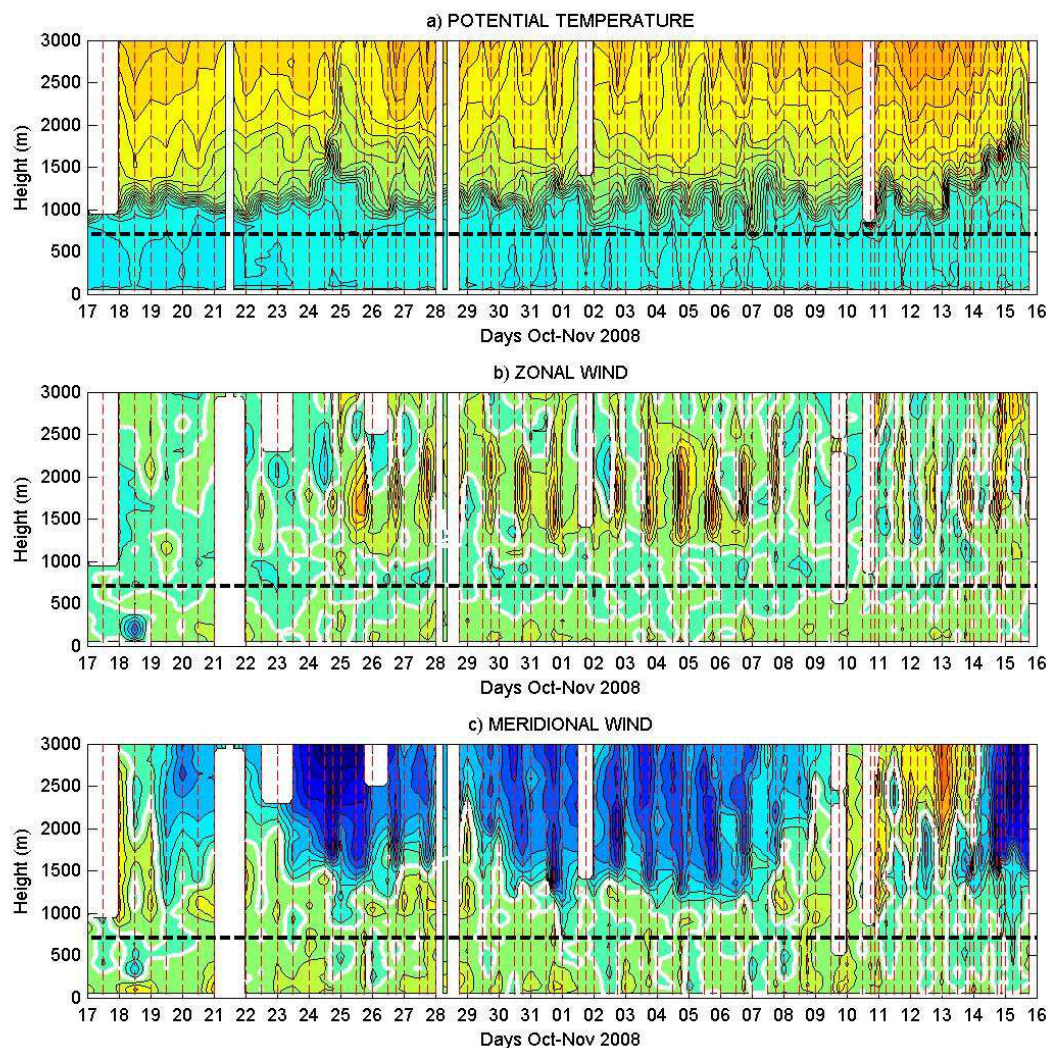 a) POTENTIAL TEMPERATURE
3000
2500
2000
1500
1000
500
0
Height (m)
17 18 19 20 21 22 23 24 25 26 27 28 29 30 31 01 02 03 04 05 06 07 08 09 10 11 12 13 14 15 16
Days Oct-Nov 2008
b) ZONAL WIND
3000
2500
2000
1500
1000
500
0
Height (m)
17 18 19 20 21 22 23 24 25 26 27 28 29 30 31 01 02 03 04 05 06 07 08 09 10 11 12 13 14 15 16
Days Oct-Nov 2008
c) MERIDIONAL WIND
3000
2500
2000
1500
1000
500
0
Height (m)
17 18 19 20 21 22 23 24 25 26 27 28 29 30 31 01 02 03 04 05 06 07 08 09 10 11 12 13 14 15 16
Days Oct-Nov 2008